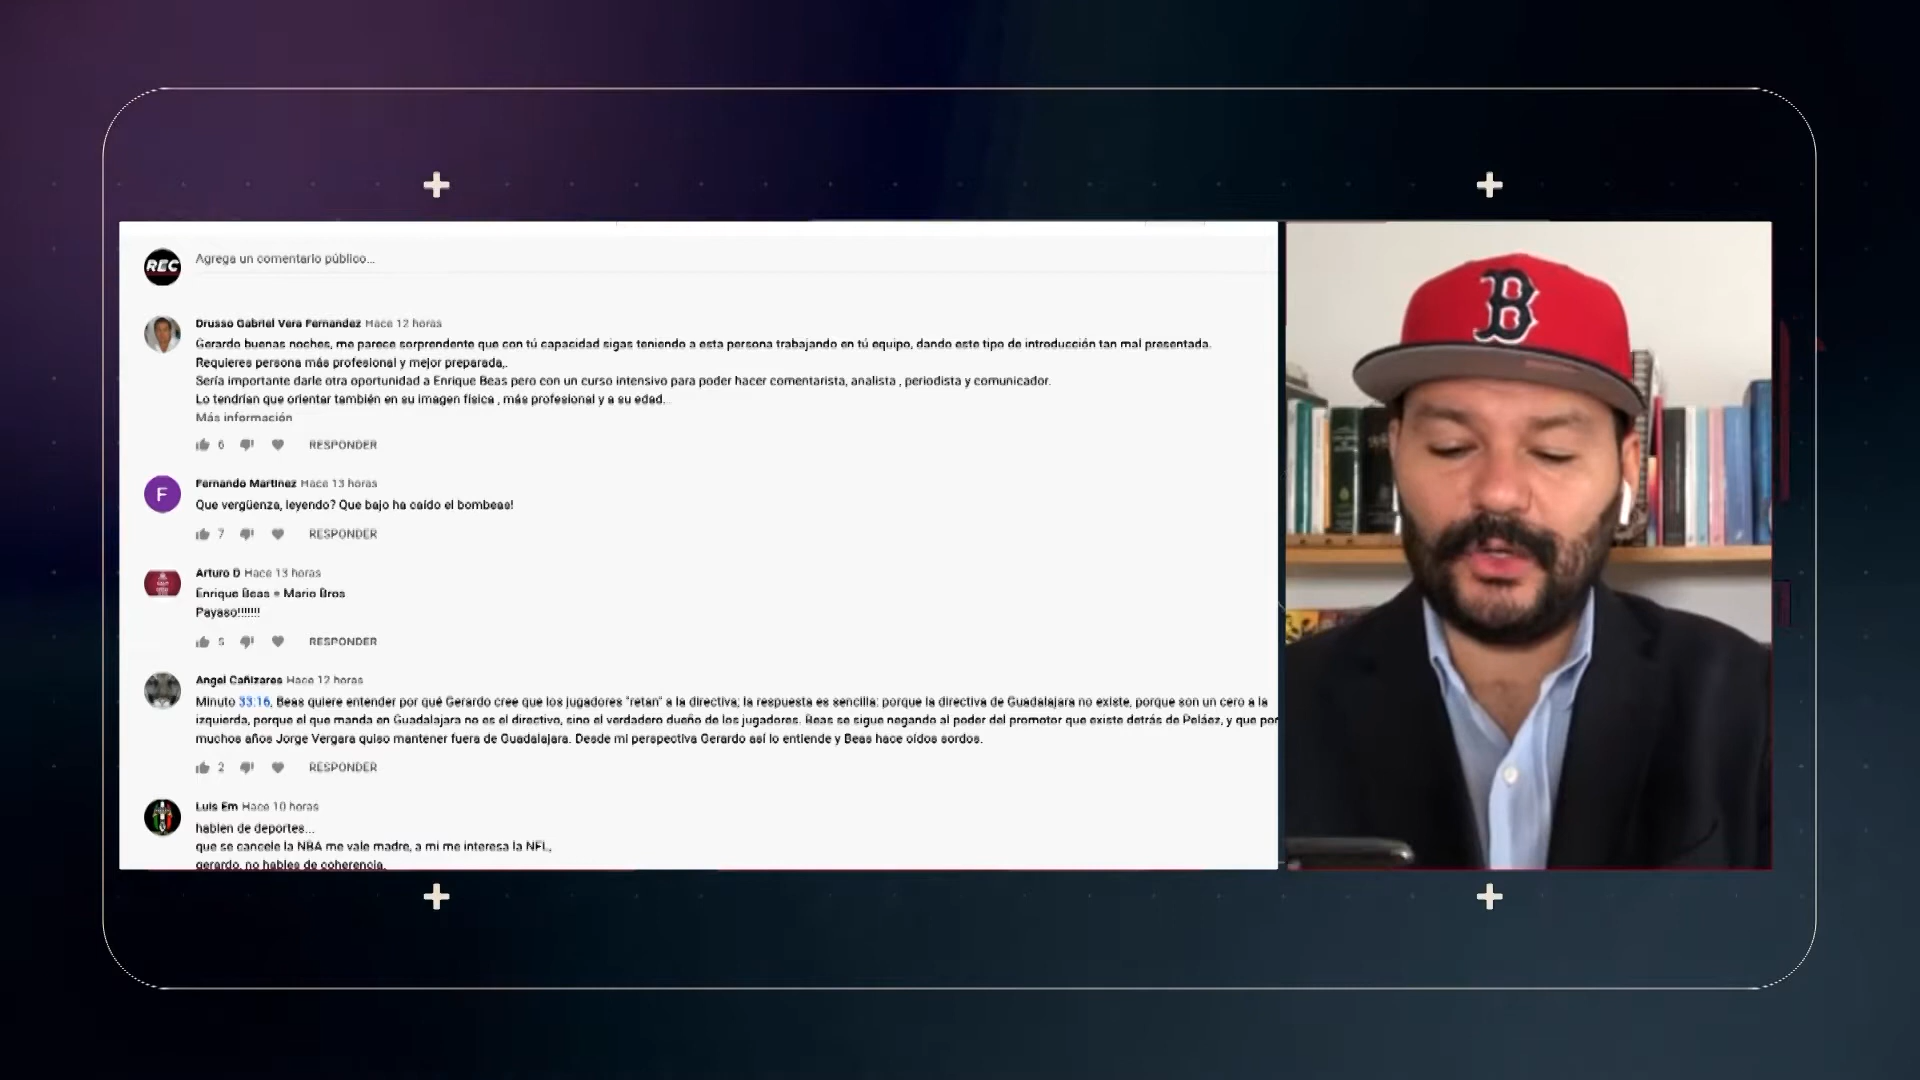 REC
Agrega un comentario público...
Drusso Gabriel Vera Fernandez Hace 12 horas
Gerardo buenas noches, me parece sorprendente que con tú capacidad sigas teniendo a esta persona trabajando en tú equipo, dando este tipo de introducción tan mal presentada.
Requieres persona más profesional y mejor preparada,.
Sería importante darle otra oportunidad a Enrique Beas pero con un curso intensivo para poder hacer comentarista, analista , periodista y comunicador.
Lo tendrían que orientar también en su imagen física , más profesional y a su edad.
Más información
6 RESPONDER
F
Fernando Martinez Hace 13 horas
Que vergüenza, leyendo? Que bajo ha caído el bombeas!
7 RESPONDER
Arturo D Hace 13 horas
Enrique Beas = Mario Bros
Payaso!!!!!!!
5 RESPONDER
Angel Cañizares Hace 12 horas
Minuto 33:16, Beas quiere entender por qué Gerardo cree que los jugadores "retan" a la directiva; la respuesta es sencilla: porque la directiva de Guadalajara no existe, porque son un cero a la
izquierda, porque el que manda en Guadalajara no es el directivo, sino el verdadero dueño de los jugadores. Beas se sigue negando al poder del promotor que existe detrás de Peláez, y que por
muchos años Jorge Vergara quiso mantener fuera de Guadalajara. Desde mi perspectiva Gerardo así lo entiende y Beas hace oídos sordos.
2 RESPONDER
Luis Em Hace 10 horas
hablen de deportes...
que se cancele la NBA me vale madre, a mi me interesa la NFL,
gerardo, no hables de coherencia,
B